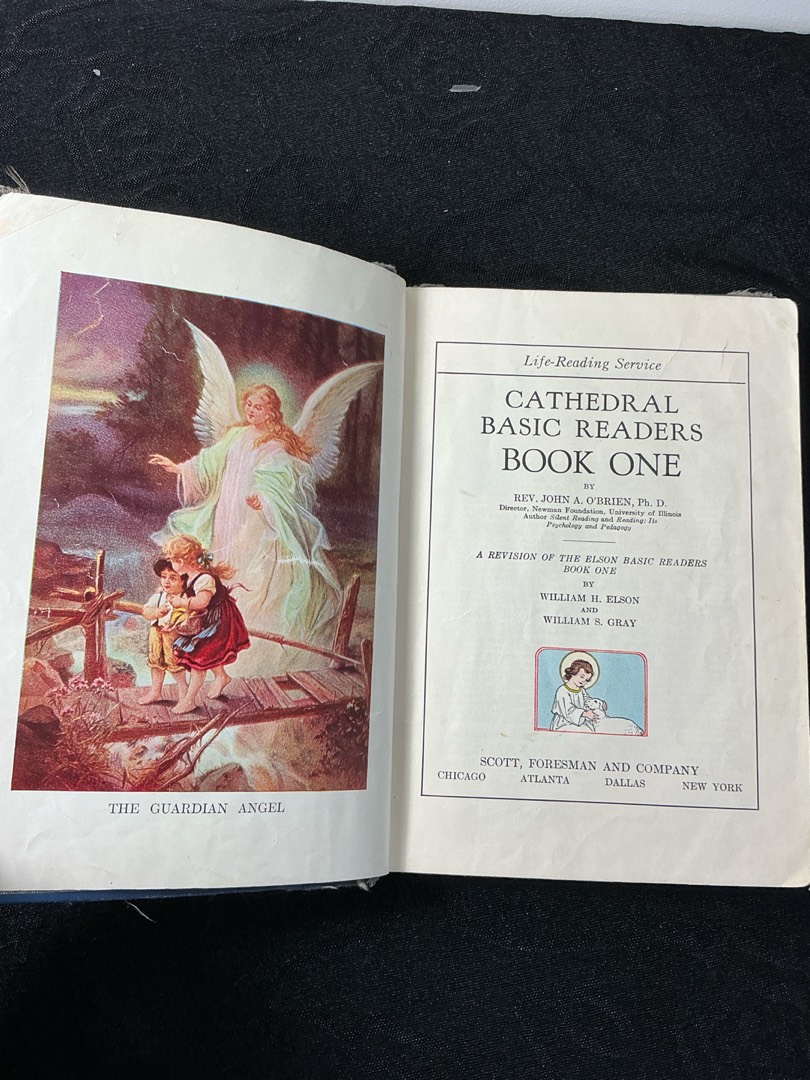 THE GUARDIAN ANGEL
Life-Reading Service
CATHEDRAL
BASIC READERS
BOOK ONE
BY
REV. JOHN A. O'BRIEN, Ph. D.
Director, Newman Foundation, University of Illinois
Author Silent Reading and Reading: Its
Psychology and Pedagogy
A REVISION OF THE ELSON BASIC READERS
BOOK ONE
BY
WILLIAM H. ELSON
AND
WILLIAM S. GRAY
SCOTT, FORESMAN AND COMPANY
CHICAGO ATLANTA DALLAS NEW YORK